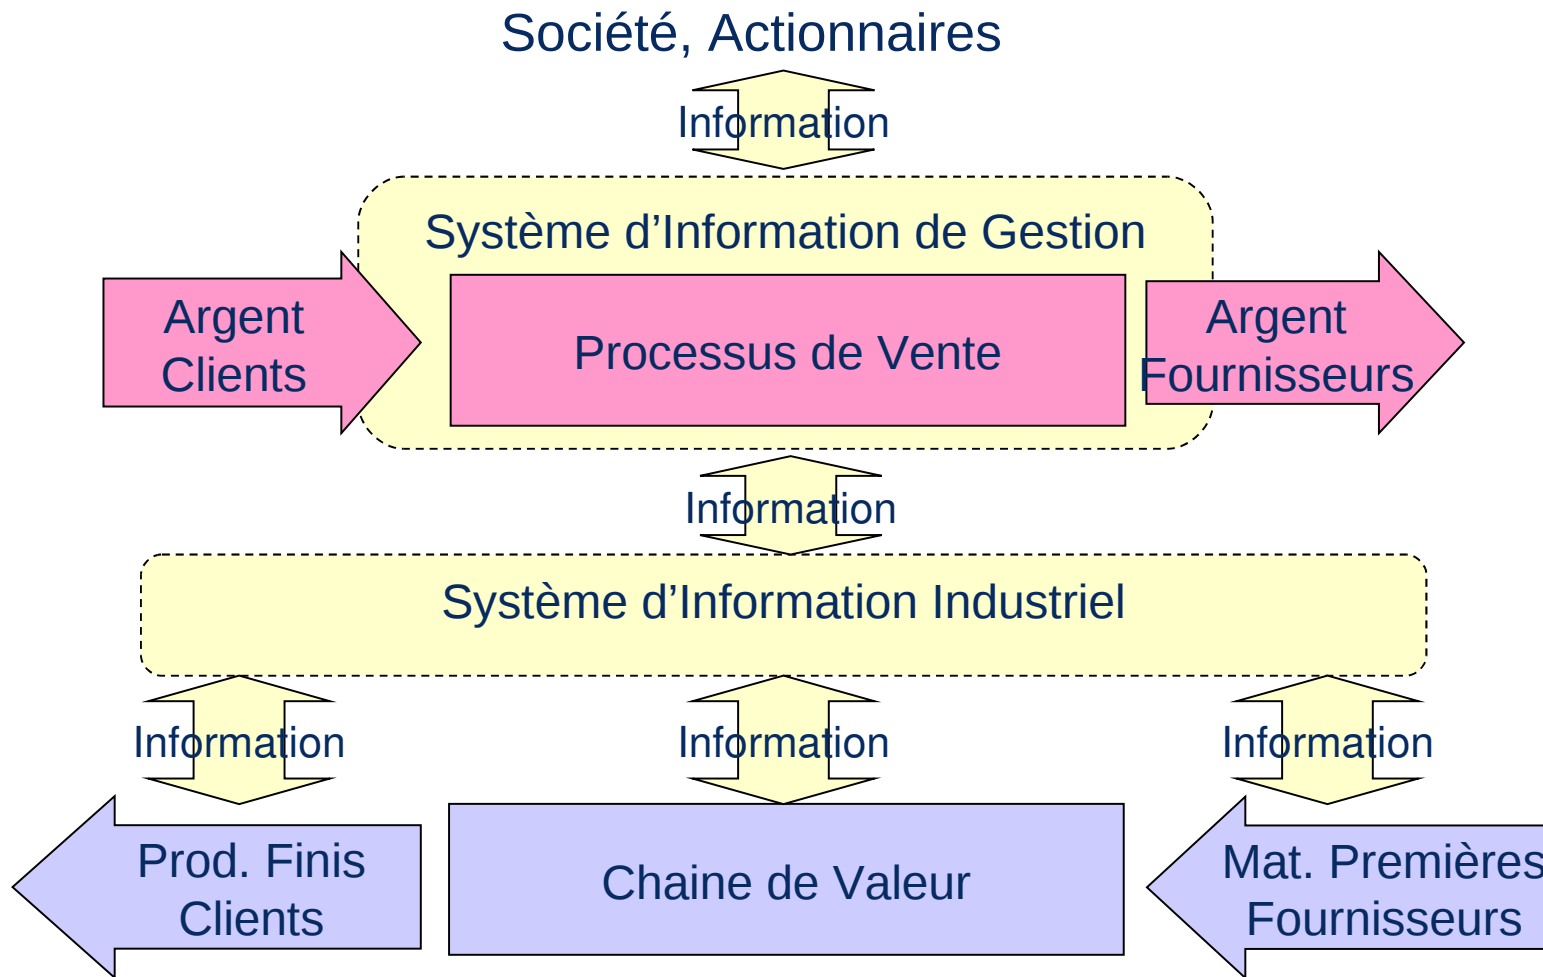 Société, Actionnaires
Information
Système d’Information de Gestion
Argent
Clients
Processus de Vente
Argent
Fournisseurs
Information
Système d’Information Industriel
Information
Information
Information
Prod. Finis
Clients
Chaine de Valeur
Mat. Premières
Fournisseurs